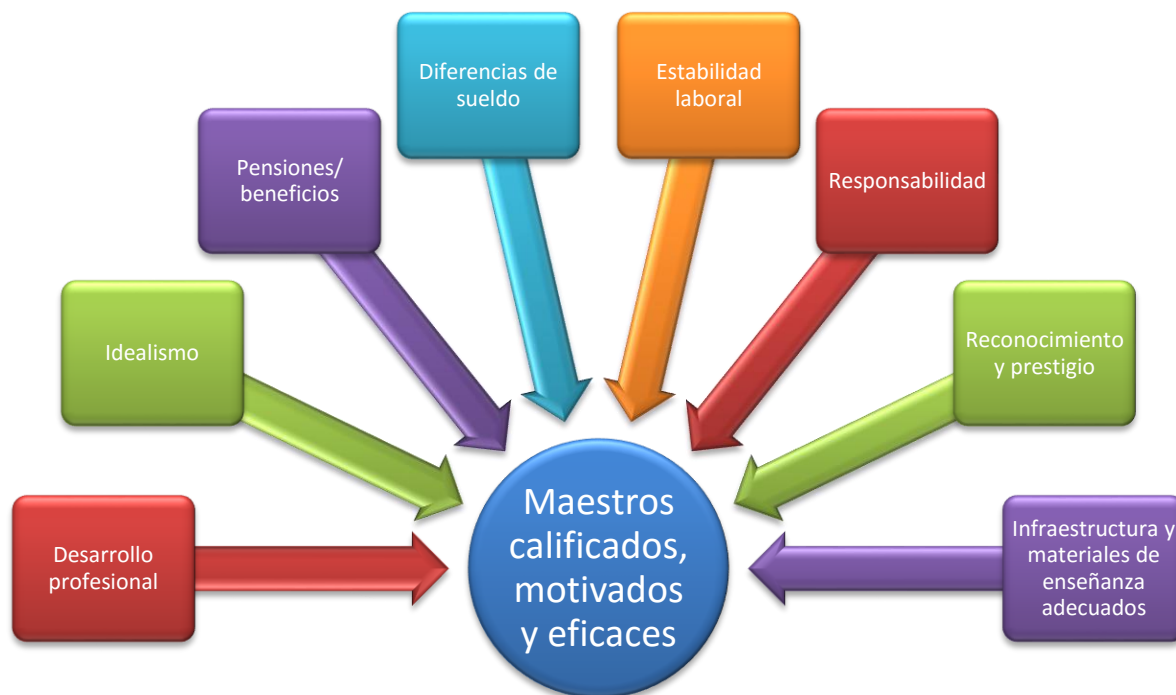 Diferencias de
sueldo
Estabilidad
laboral
Pensiones/
beneficios
Responsabilidad
Idealismo
Reconocimiento
y prestigio
Desarrollo
profesional
Maestros
calificados,
motivados
y eficaces
Infraestructura y
materiales de
enseñanza
adecuados